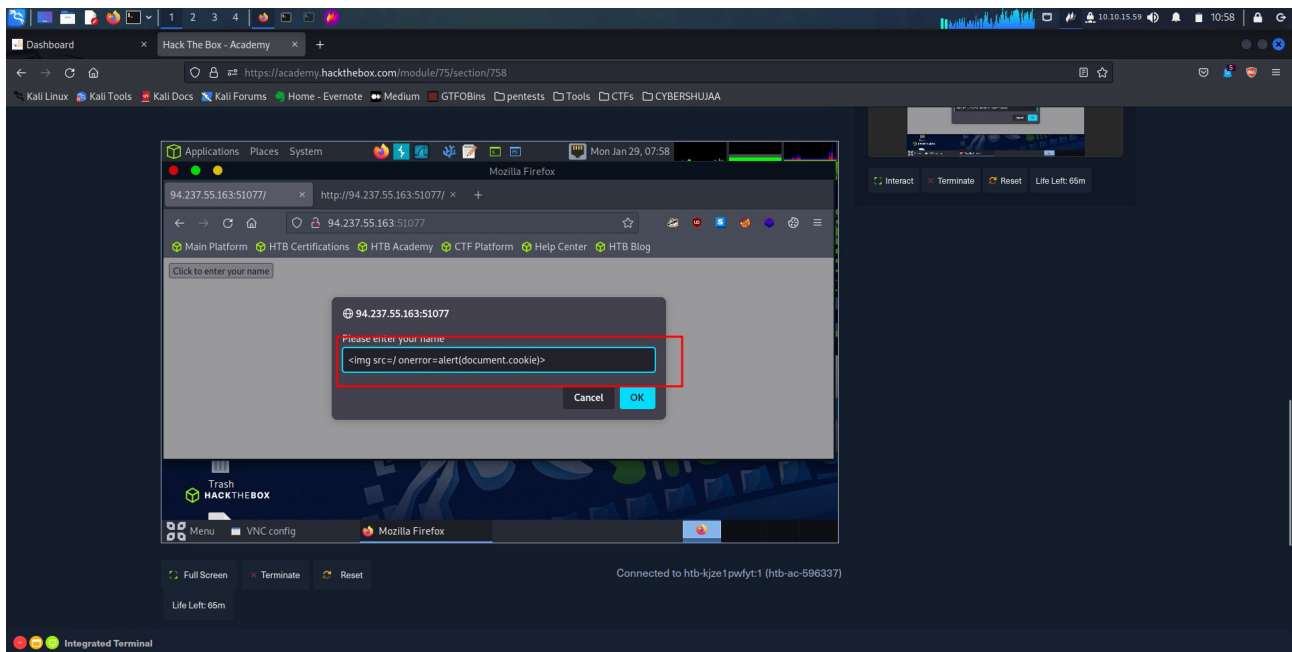 1 2 3 4
10.10.15.59
10:58
Dashboard
Hack The Box - Academy
https://academy.hackthebox.com/module/75/section/758
5
Kali Linux Kali Tools Kali Docs Kali Forums Home - Evernote Medium GTFOBins pentests Tools CTFs CYBERSHUJAA
Applications Places System
Mon Jan 29, 07:58
Mozilla Firefox
94.237.55.163:51077/
http://94.237.55.163:51077/
94.237.55.163:51077
Main Platform HTB Certifications HTB Academy CTF Platform Help Center HTB Blog
Click to enter your name
94.237.55.163:51077
Please enter your name
<img src=/ onerror=alert(document.cookie)>
Cancel OK
Trash
HACKTHEBOX
Menu VNC config Mozilla Firefox
Interact Terminate Reset Life Left: 65m
Full Screen Terminate Reset
Connected to htb-kjze1pwfyt:1 (htb-ac-596337)
Life Left: 65m
Integrated Terminal